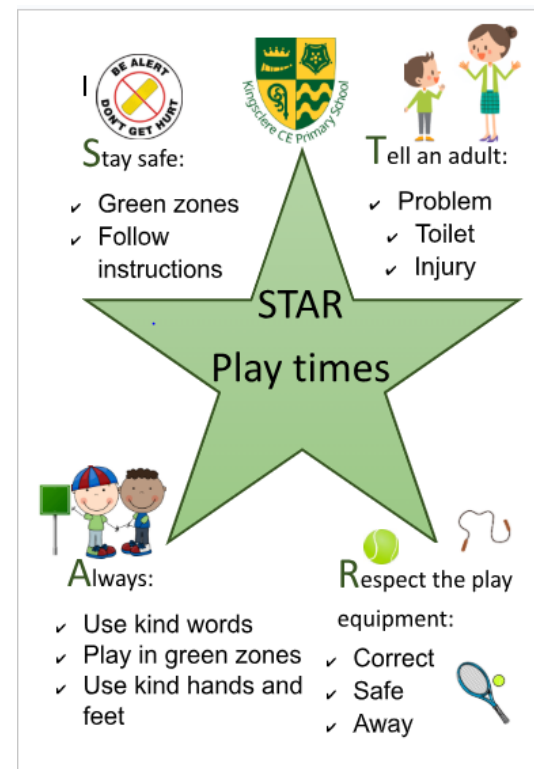 I
BE ALERT
DON'T GET HURT
Kingsclere CE Primary School
Stay safe:
✓ Green zones
✓ Follow
instructions
Tell an adult:
✓ Problem
✓ Toilet
✓ Injury
STAR
Play times
Always:
✓ Use kind words
✓ Play in green zones
✓ Use kind hands and
feet
Respect the play
equipment:
✓ Correct
✓ Safe
✓ Away